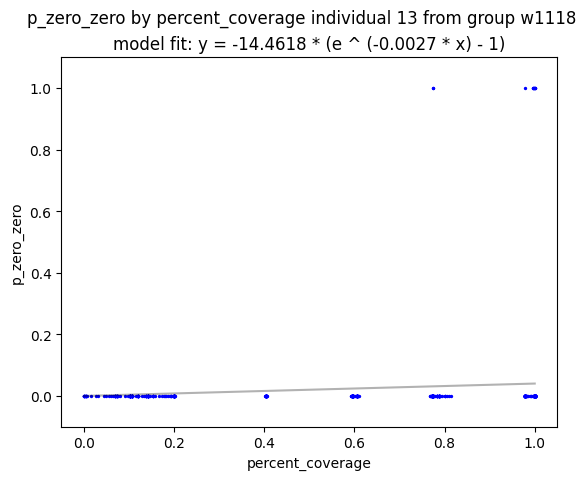 p_zero_zero by percent_coverage individual 13 from group w1118
model fit: y = -14.4618 * (e ^ (-0.0027 * x) - 1)
1.0
0.8
0.6
0.4
0.2
0.0
p_zero_zero
0.0 0.2 0.4 0.6 0.8 1.0
percent_coverage